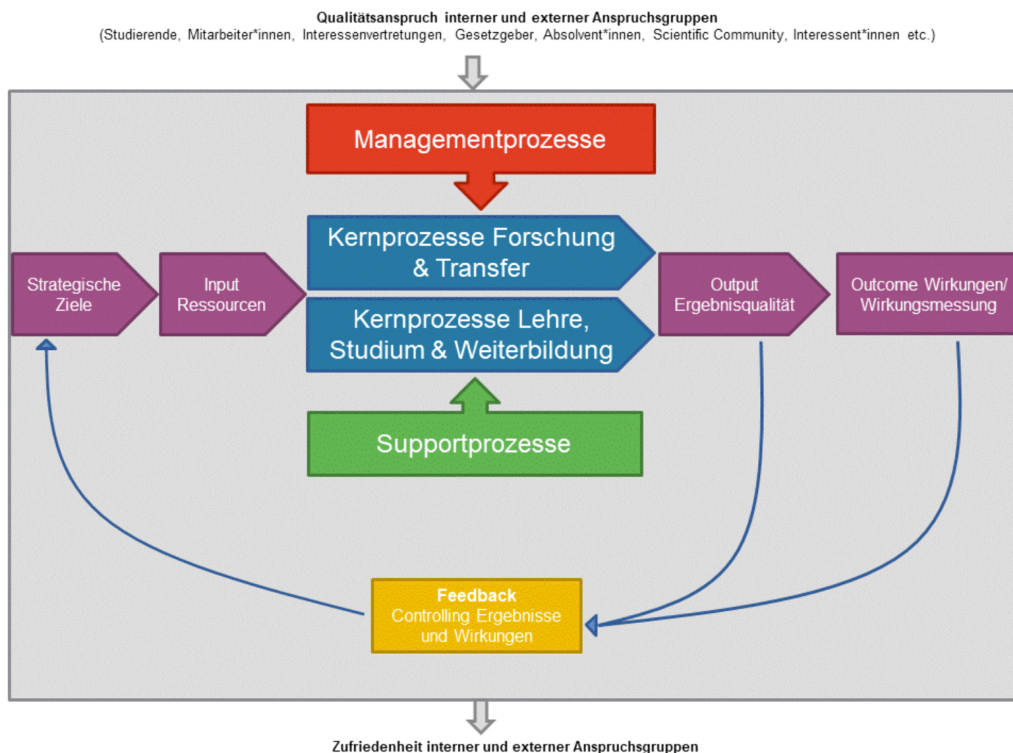 Qualitätsanspruch interner und externer Anspruchsgruppen
(Studierende, Mitarbeiter*innen, Interessenvertretungen, Gesetzgeber, Absolvent*innen, Scientific Community, Interessent*innen etc.)
Managementprozesse
Kernprozesse Forschung
& Transfer
Strategische
Ziele
Input
Ressourcen
Output
Ergebnisqualität
Outcome Wirkungen/
Wirkungsmessung
Kernprozesse Lehre,
Studium & Weiterbildung
Supportprozesse
Feedback
Controlling Ergebnisse
und Wirkungen
Zufriedenheit interner und externer Anspruchsgruppen